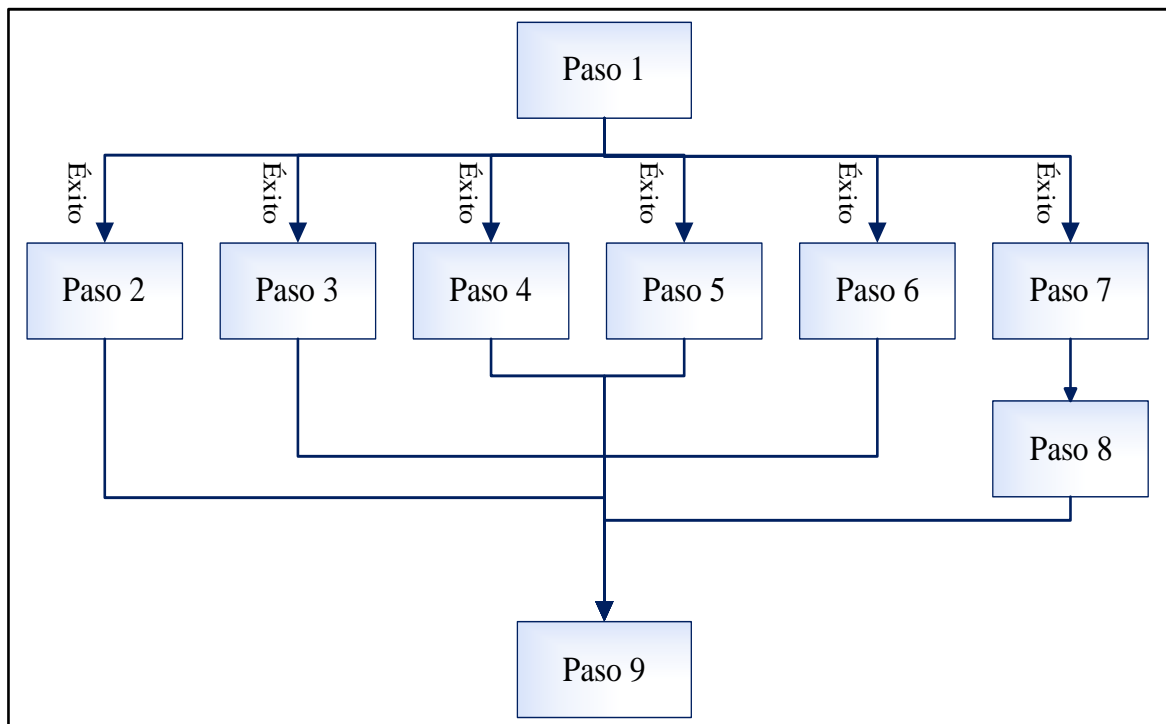 Paso 1
Éxito
Éxito
Éxito
Éxito
Éxito
Éxito
Paso 2
Paso 3
Paso 4
Paso 5
Paso 6
Paso 7
Paso 8
Paso 9